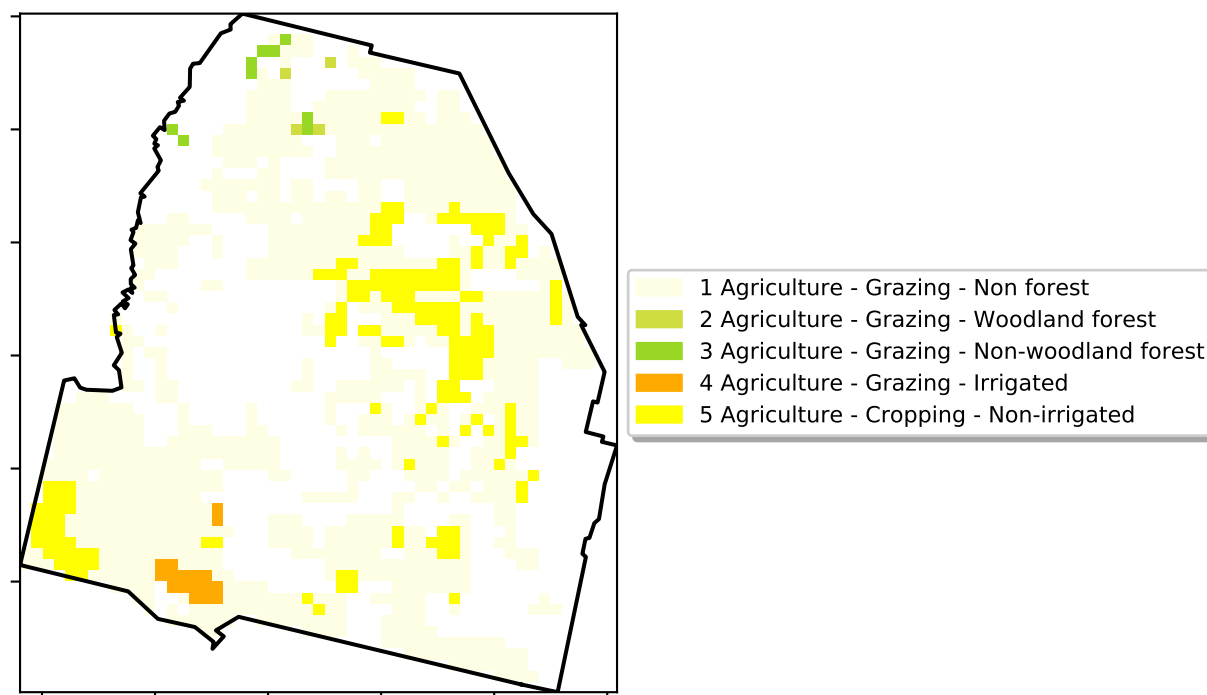 1 Agriculture - Grazing - Non forest
2 Agriculture - Grazing - Woodland forest
3 Agriculture - Grazing - Non-woodland forest
4 Agriculture - Grazing - Irrigated
5 Agriculture - Cropping - Non-irrigated